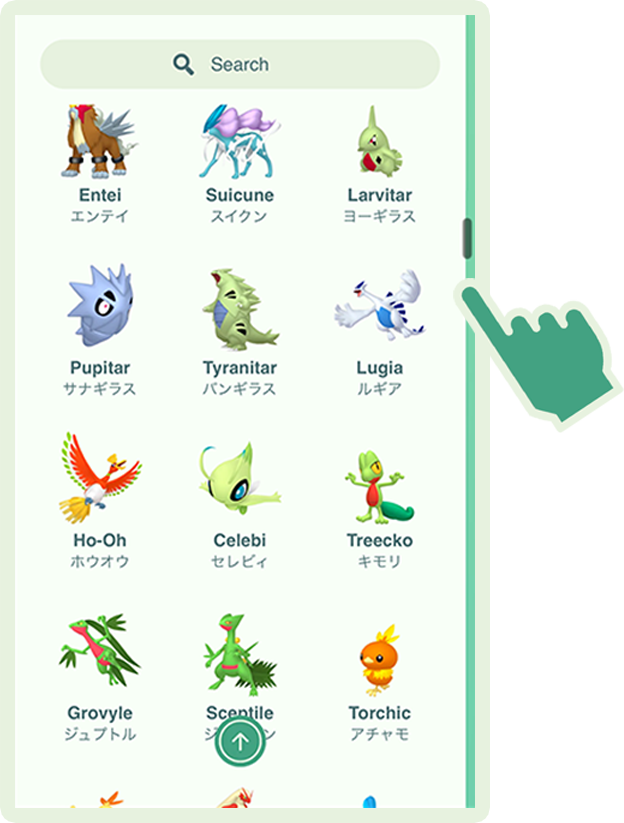 Search
Entei Suicune Larvitar
エンテイ スイクン ヨーギラス
Pupitar Tyranitar Lugia
サナギラス バンギラス ルギア
Ho-Oh Celebi Treecko
ホウオウ セレビィ キモリ
Grovyle Sceptile Torchic
ジュプトル アチャモ